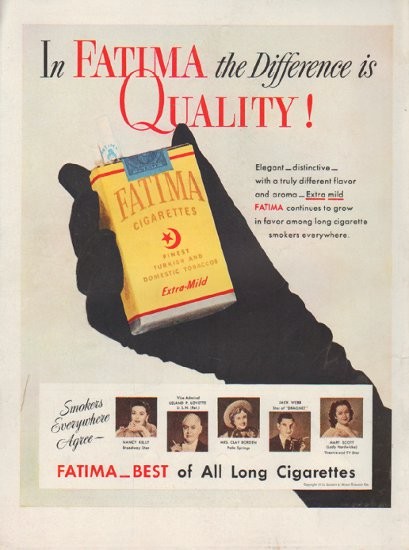 In FATIMA the Difference is
QUALITY!
Elegant—distinctive—
with a truly different flavor
and aroma—Extra mild
FATIMA continues to grow
in favor among long cigarette
smokers everywhere.
FATIMA
CIGARETTES
FINEST
TURKISH AND
DOMESTIC TOBACCOS
Extra-Mild
Smokers
Everywhere
Agree—
NANCY KELLY
Broadway Star
Vice Admiral
LELAND P. LOVETTE
U.S.N. (Ret.)
MRS. CLAY BORDEN
Palm Springs
JACK WEBB
Star of "DRAGNET"
MARY SCOTT
(Lady Hardwicke)
Theatre and TV Star
FATIMA—BEST of All Long Cigarettes